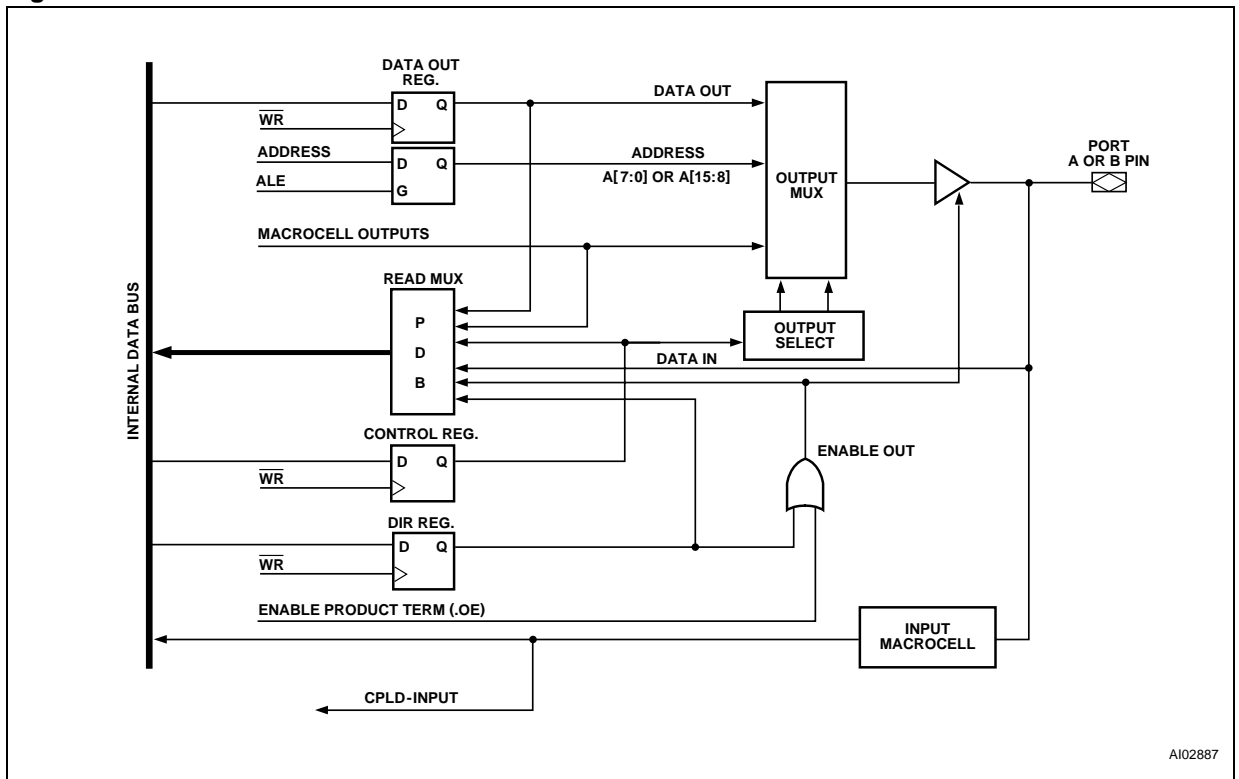 DATA OUT
REG.
D Q
WR
DATA OUT
ADDRESS
D Q
ALE
G
ADDRESS
A[7:0] OR A[15:8]
OUTPUT
MUX
PORT
A OR B PIN
MACROCELL OUTPUTS
READ MUX
P
D
B
OUTPUT
SELECT
DATA IN
INTERNAL DATA BUS
CONTROL REG.
D Q
WR
ENABLE OUT
DIR REG.
D Q
WR
ENABLE PRODUCT TERM (.OE)
INPUT
MACROCELL
CPLD-INPUT
AI02887